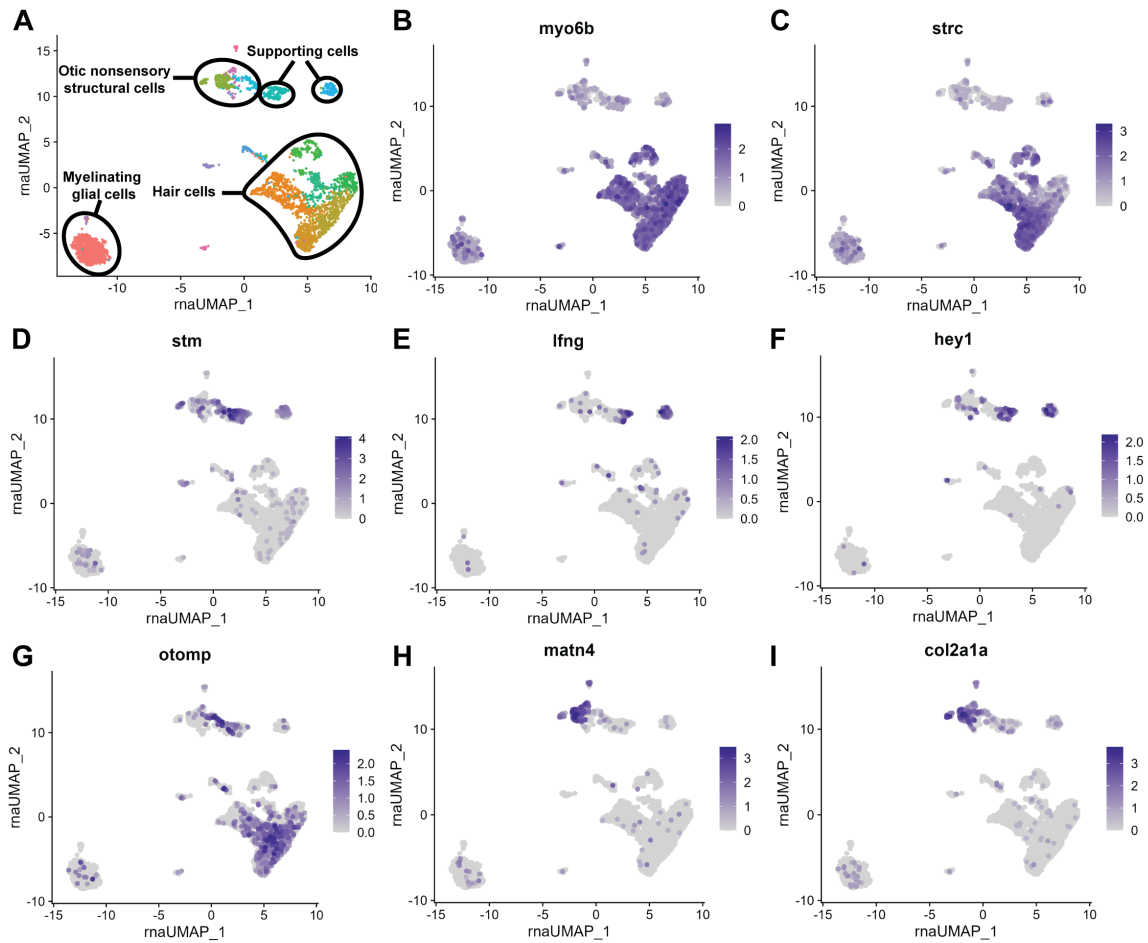 A
Supporting cells
Otic nonsensory
structural cells
Myelinating
glial cells
Hair cells
15
10
5
0
-5
-10
-5
0
5
10
rnaUMAP_1
rnaUMAP_2
B
myo6b
10
0
-10
-15
-10
-5
0
5
10
rnaUMAP_1
rnaUMAP_2
2
1
0
C
strc
10
0
-10
-15
-10
-5
0
5
10
rnaUMAP_1
rnaUMAP_2
3
2
1
0
D
stm
10
0
-10
-15
-10
-5
0
5
10
rnaUMAP_1
rnaUMAP_2
4
3
2
1
0
E
lfng
10
0
-10
-15
-10
-5
0
5
10
rnaUMAP_1
rnaUMAP_2
2.0
1.5
1.0
0.5
0.0
F
hey1
10
0
-10
-15
-10
-5
0
5
10
rnaUMAP_1
rnaUMAP_2
2.0
1.5
1.0
0.5
0.0
G
otomp
10
0
-10
-15
-10
-5
0
5
10
rnaUMAP_1
rnaUMAP_2
2.0
1.5
1.0
0.5
0.0
H
matn4
10
0
-10
-15
-10
-5
0
5
10
rnaUMAP_1
rnaUMAP_2
3
2
1
0
I
col2a1a
10
0
-10
-15
-10
-5
0
5
10
rnaUMAP_1
rnaUMAP_2
3
2
1
0